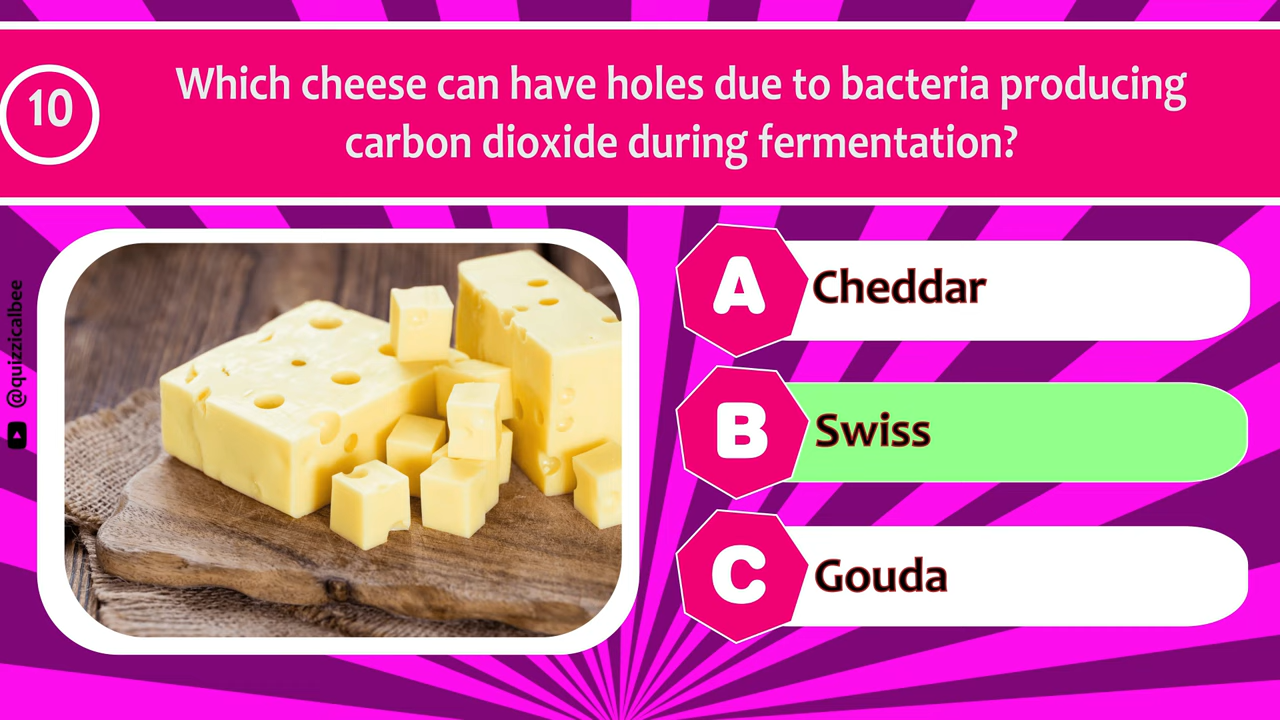 10
Which cheese can have holes due to bacteria producing
carbon dioxide during fermentation?
@quizzicalbee
A
Cheddar
B
Swiss
C
Gouda